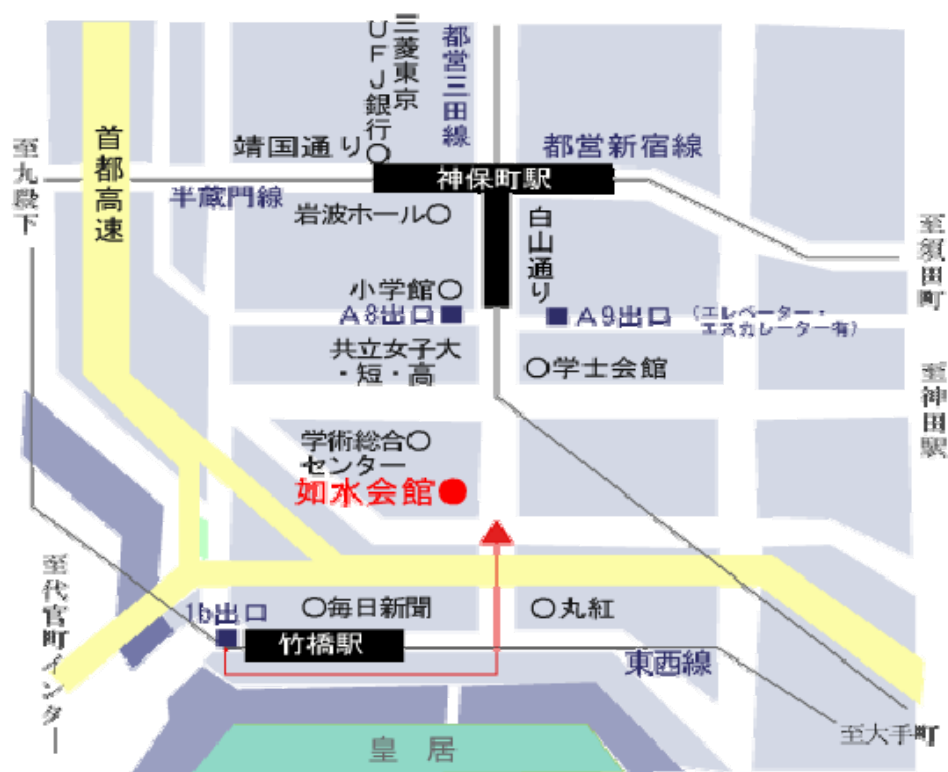 三菱東京
UFJ銀行
都営三田線
首都高速
靖国通り
都営新宿線
至九段下
半蔵門線
神保町駅
岩波ホール
白山通り
至須田町
小学館
A8出口
A9出口
(エレベーター・
エスカレーター有)
共立女子大
・短・高
学士会館
至神田駅
学術総合
センター
如水会館
至代官町インター
1b出口
毎日新聞
丸紅
竹橋駅
東西線
至大手町
皇居